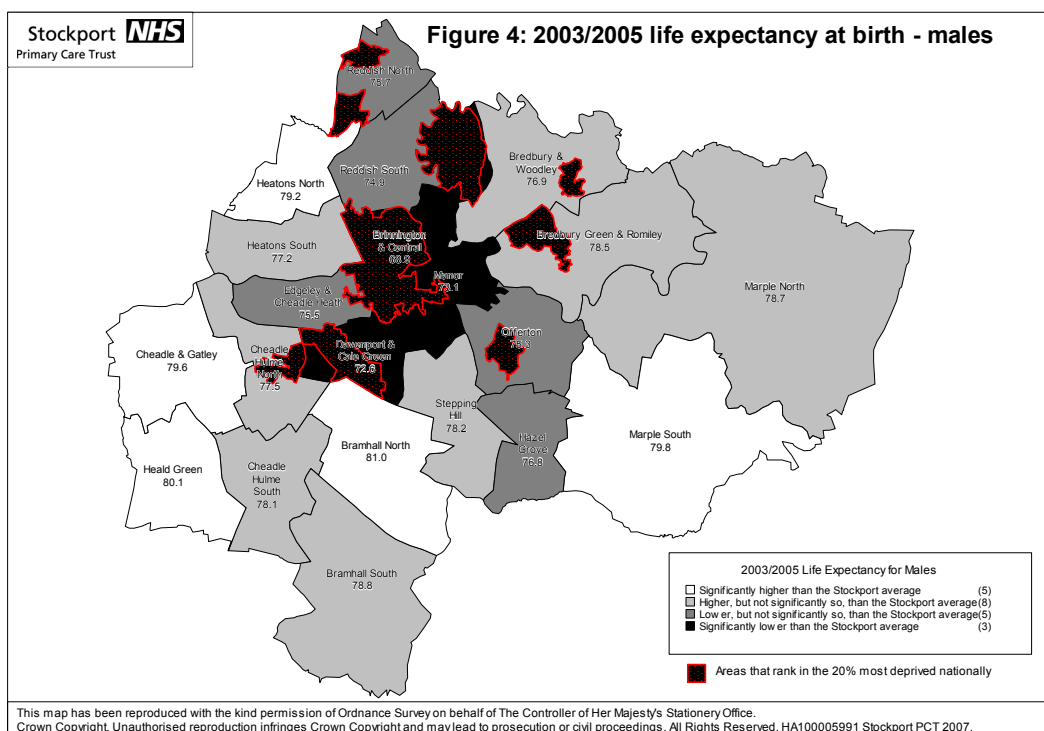 Stockport NHS
Primary Care Trust
Figure 4: 2003/2005 life expectancy at birth - males
Reddish North
Reddish South
74.9
Bredbury &
Woodley
76.9
Heatons North
79.2
Brinnington
& Central
Bredbury Green & Romiley
78.5
Heatons South
77.2
Manor
73.1
Marple North
78.7
Edgeley &
Cheadle Heath
75.5
Offerton
Cheadle & Gatley
79.6
Cheadle
Hulme
North
77.5
Davenport &
Cale Green
72.6
Stepping
Hill
78.2
Marple South
79.8
Bramhall North
81.0
Hazel
Grove
76.8
Heald Green
80.1
Cheadle
Hulme
South
78.1
Bramhall South
78.8
2003/2005 Life Expectancy for Males
Significantly higher than the Stockport average (5)
Higher, but not significantly so, than the Stockport average (8)
Lower, but not significantly so, than the Stockport average (5)
Significantly lower than the Stockport average (3)
Areas that rank in the 20% most deprived nationally
This map has been reproduced with the kind permission of Ordnance Survey on behalf of The Controller of Her Majesty's Stationery Office.
Crown Copyright. Unauthorised reproduction infringes Crown Copyright and may lead to prosecution or civil proceedings. All Rights Reserved. HA100005991 Stockport PCT 2007.